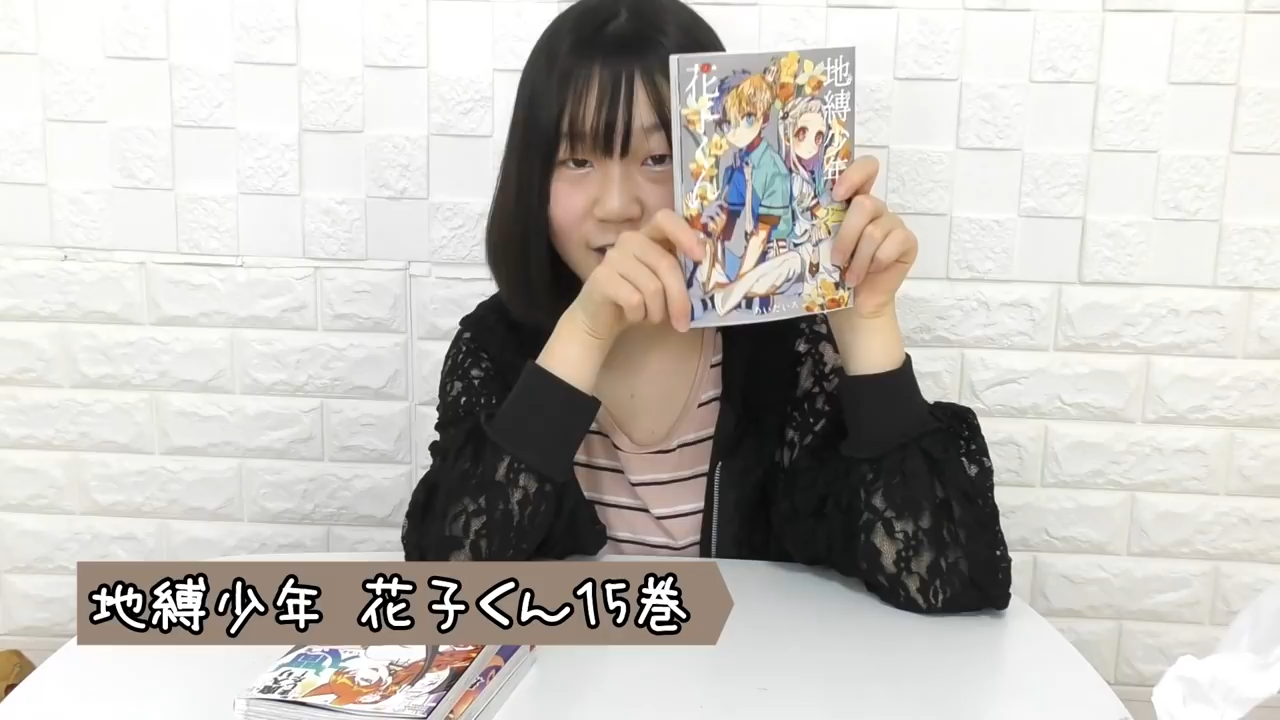 地縛少年
花子くん
あいだいろ
地縛少年 花子くん15巻